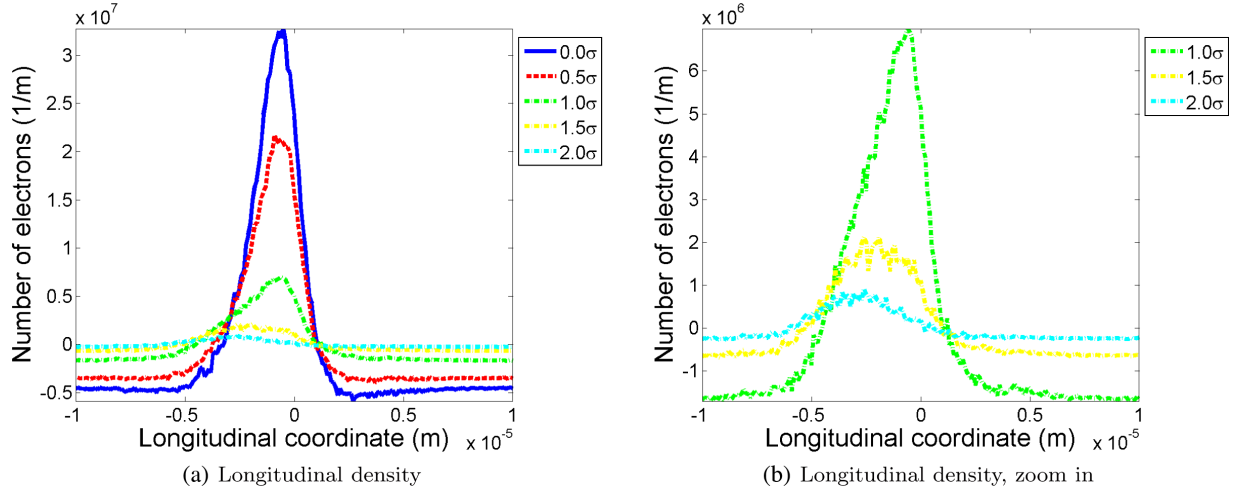 x 10^7
3
2.5
2
1.5
1
0.5
0
-0.5
Number of electrons (1/m)
-1
-0.5
0
0.5
1
Longitudinal coordinate (m)
x 10^-5
0.0σ
0.5σ
1.0σ
1.5σ
2.0σ
(a) Longitudinal density
x 10^6
6
5
4
3
2
1
0
-1
Number of electrons (1/m)
-1
-0.5
0
0.5
1
Longitudinal coordinate (m)
x 10^-5
1.0σ
1.5σ
2.0σ
(b) Longitudinal density, zoom in